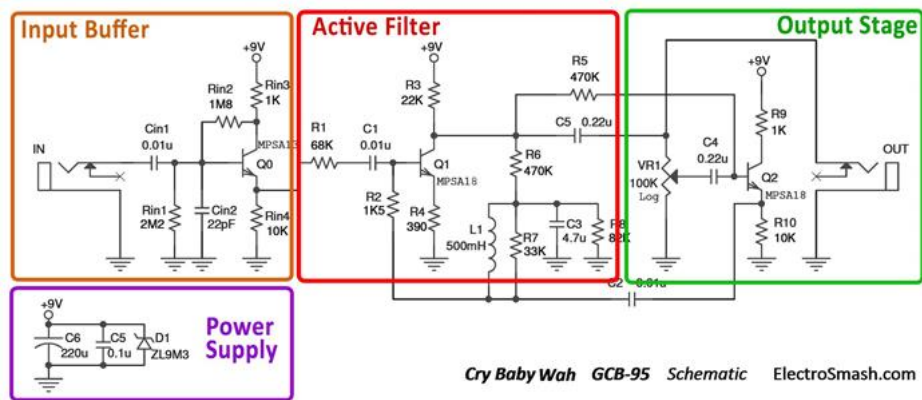 Input Buffer
Active Filter
Output Stage
+9V
Rin3
1K
Rin2
1M8
Cin1
0.01u
IN
Q0
Rin1
2M2
Cin2
22pF
Rin4
10K
+9V
R3
22K
R1
68K
C1
0.01u
Q1
MPSA18
R2
1K5
R4
390
R5
470K
C5 0.22u
R6
470K
L1
500mH
R7
33K
C3
4.7u
R8
82K
C2 0.01u
+9V
R9
1K
C4
0.22u
VR1
100K
Log
Q2
MPSA18
R10
10K
OUT
+9V
C6
220u
C5
0.1u
D1
ZL9M3
Power
Supply
Cry Baby Wah GCB-95 Schematic ElectroSmash.com